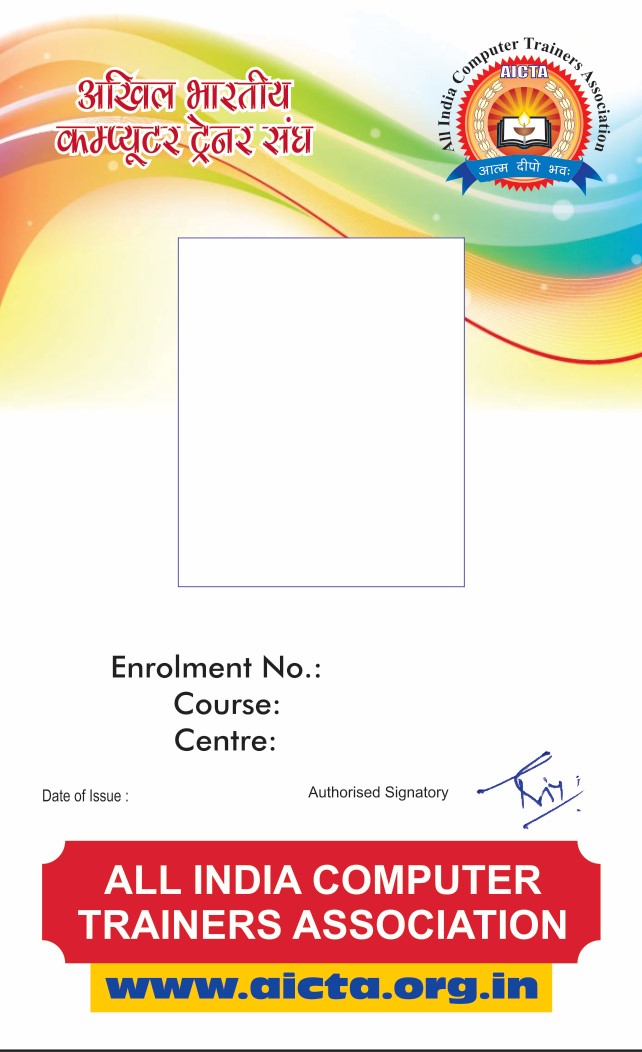 अखिल भारतीय
कम्प्यूटर ट्रेनर संघ
All India Computer Trainers Association
AICTA
आत्म दीपो भवः
Enrolment No.:
Course:
Centre:
Date of Issue :
Authorised Signatory
ALL INDIA COMPUTER
TRAINERS ASSOCIATION
www.aicta.org.in